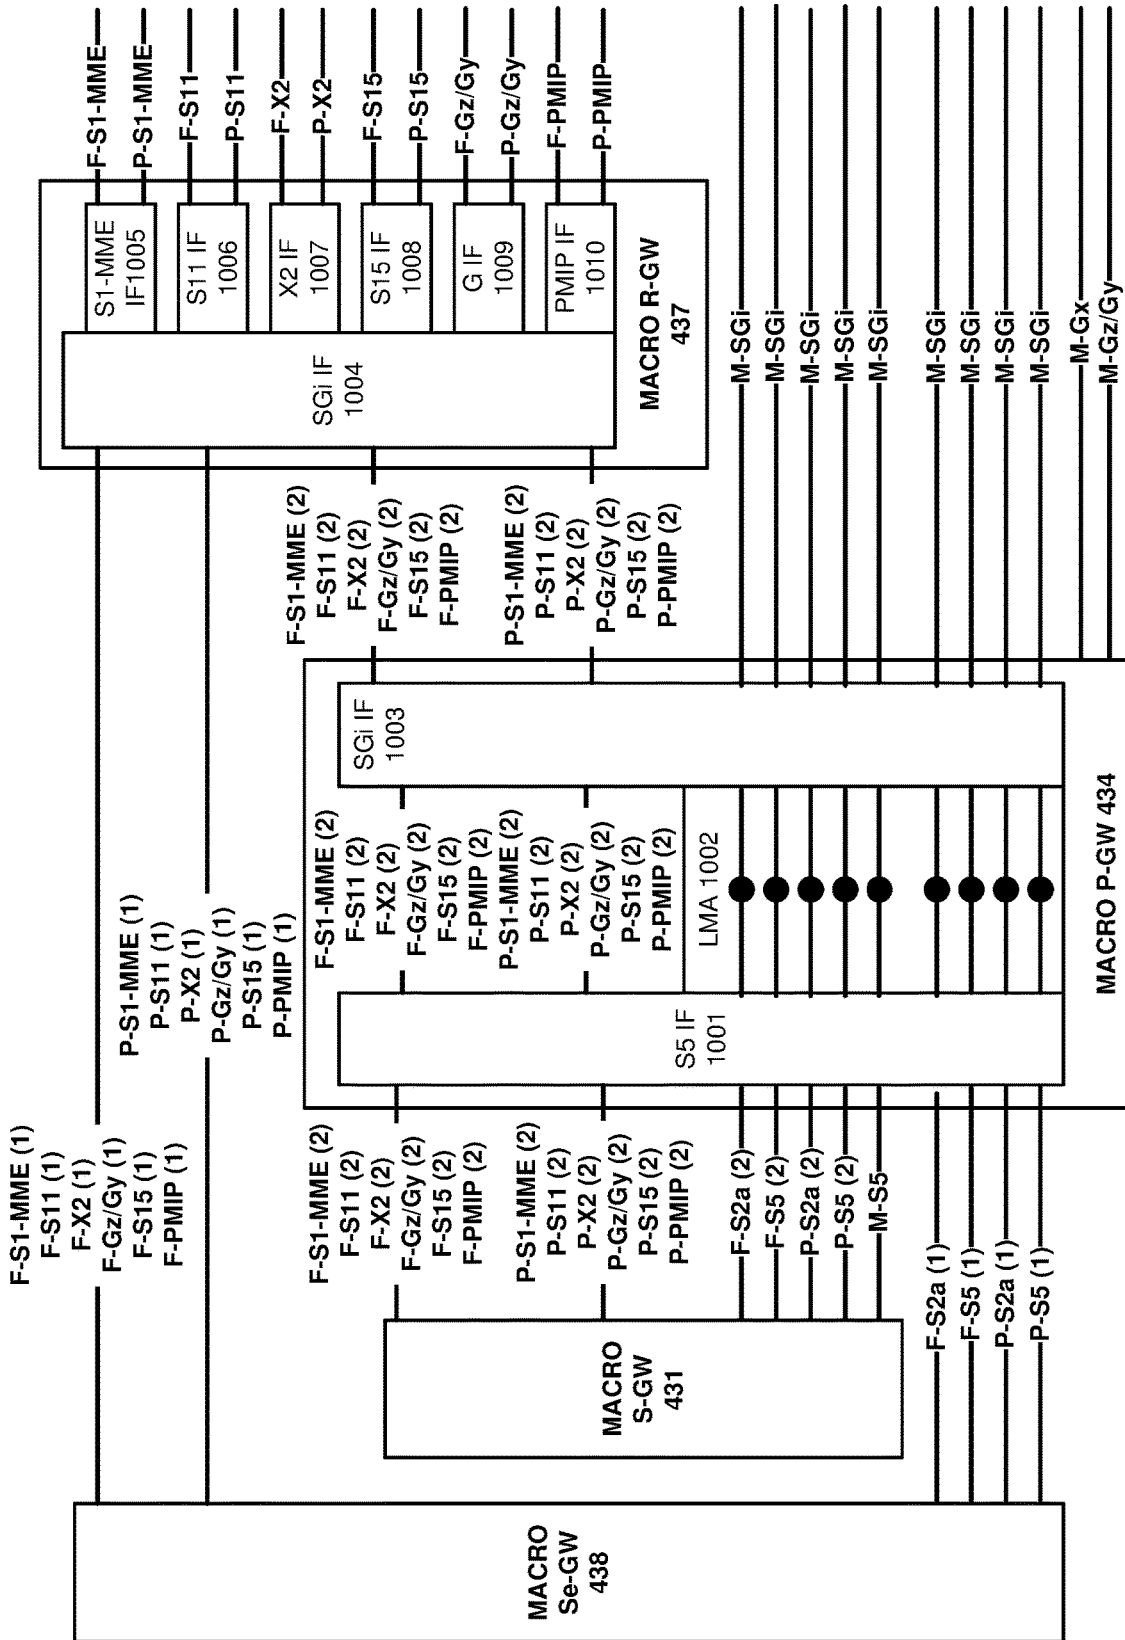 F-S1-MME (1)
F-S11 (1)
F-X2 (1)
F-Gz/Gy (1)
F-S15 (1)
F-PMIP (1)
P-S1-MME (1)
P-S11 (1)
P-X2 (1)
P-Gz/Gy (1)
P-S15 (1)
P-PMIP (1)
MACRO
Se-GW
438
MACRO
S-GW
431
F-S1-MME (2)
F-S11 (2)
F-X2 (2)
F-Gz/Gy (2)
F-S15 (2)
F-PMIP (2)
P-S1-MME (2)
P-S11 (2)
P-X2 (2)
P-Gz/Gy (2)
P-S15 (2)
P-PMIP (2)
F-S2a (2)
F-S5 (2)
P-S2a (2)
P-S5 (2)
M-S5
F-S2a (1)
F-S5 (1)
P-S2a (1)
P-S5 (1)
S5 IF
1001
F-S1-MME (2)
F-S11 (2)
F-X2 (2)
F-Gz/Gy (2)
F-S15 (2)
F-PMIP (2)
P-S1-MME (2)
P-S11 (2)
P-X2 (2)
P-Gz/Gy (2)
P-S15 (2)
P-PMIP (2)
LMA 1002
SGi IF
1003
MACRO P-GW 434
F-S1-MME (2)
F-S11 (2)
F-X2 (2)
F-Gz/Gy (2)
F-S15 (2)
F-PMIP (2)
P-S1-MME (2)
P-S11 (2)
P-X2 (2)
P-Gz/Gy (2)
P-S15 (2)
P-PMIP (2)
SGi IF
1004
S1-MME
IF1005
S11 IF
1006
X2 IF
1007
S15 IF
1008
G IF
1009
PMIP IF
1010
MACRO R-GW
437
F-S1-MME
P-S1-MME
F-S11
P-S11
F-X2
P-X2
F-S15
P-S15
F-Gz/Gy
P-Gz/Gy
F-PMIP
P-PMIP
M-SGi
M-SGi
M-SGi
M-SGi
M-SGi
M-SGi
M-SGi
M-SGi
M-SGi
M-Gx
M-Gz/Gy